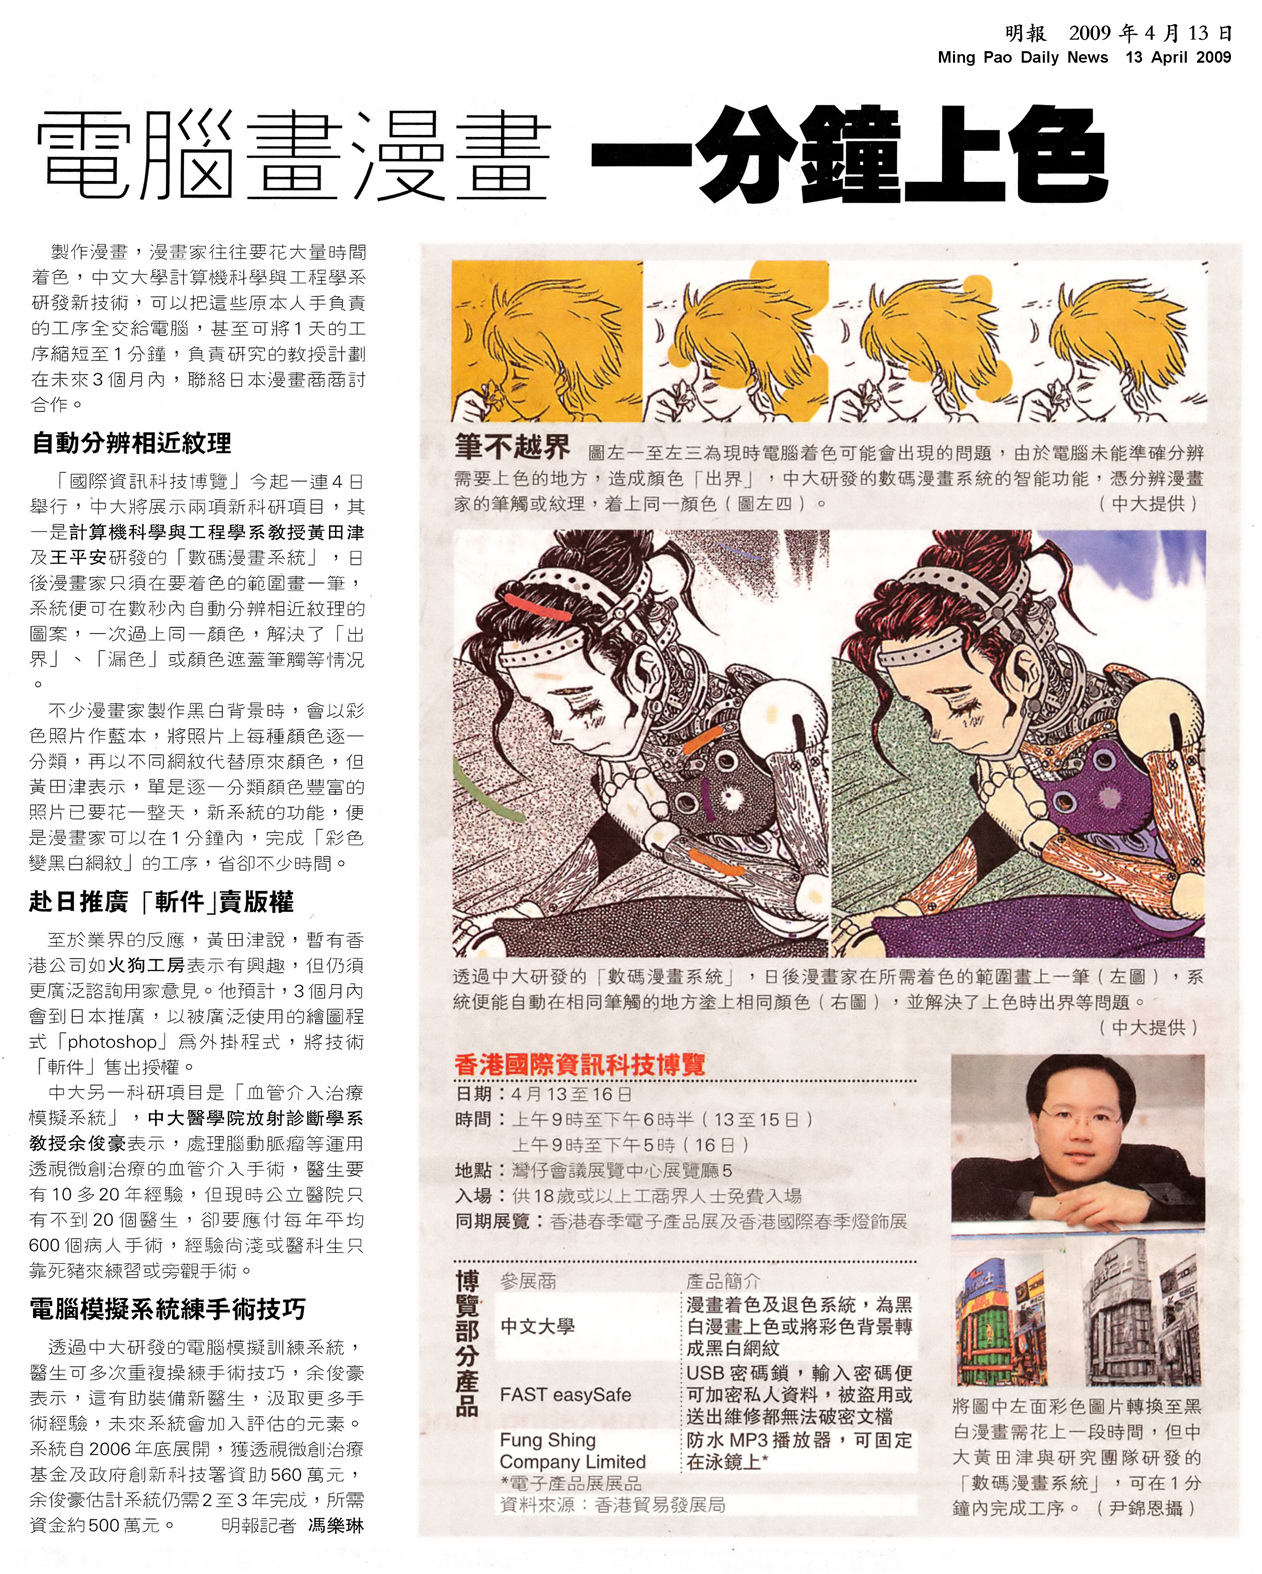 明報　2009 年 4 月 13 日
Ming Pao Daily News 13 April 2009
電腦畫漫畫 一分鐘上色
製作漫畫，漫畫家往往要花大量時間
着色，中文大學計算機科學與工程學系
研發新技術，可以把這些原本人手負責
的工序全交給電腦，甚至可將1天的工
序縮短至1分鐘，負責研究的教授計劃
在未來3個月內，聯絡日本漫畫商商討
合作。
自動分辨相近紋理
「國際資訊科技博覽」今起一連4日
舉行，中大將展示兩項新科研項目，其
一是計算機科學與工程學系教授黃田津
及王平安研發的「數碼漫畫系統」，日
後漫畫家只須在要着色的範圍畫一筆，
系統便可在數秒內自動分辨相近紋理的
圖案，一次過上同一顏色，解決了「出
界」、「漏色」或顏色遮蓋筆觸等情况
。
不少漫畫家製作黑白背景時，會以彩
色照片作藍本，將照片上每種顏色逐一
分類，再以不同網紋代替原來顏色，但
黃田津表示，單是逐一分類顏色豐富的
照片已要花一整天，新系統的功能，便
是漫畫家可以在1分鐘內，完成「彩色
變黑白網紋」的工序，省卻不少時間。
赴日推廣「斬件」賣版權
至於業界的反應，黃田津說，暫有香
港公司如火狗工房表示有興趣，但仍須
更廣泛諮詢用家意見。他預計，3個月內
會到日本推廣，以被廣泛使用的繪圖程
式「photoshop」為外掛程式，將技術
「斬件」售出授權。
中大另一科研項目是「血管介入治療
模擬系統」，中大醫學院放射診斷學系
教授余俊豪表示，處理腦動脈瘤等運用
透視微創治療的血管介入手術，醫生要
有10多20年經驗，但現時公立醫院只
有不到20個醫生，卻要應付每年平均
600個病人手術，經驗尚淺或醫科生只
靠死豬來練習或旁觀手術。
電腦模擬系統練手術技巧
透過中大研發的電腦模擬訓練系統，
醫生可多次重複操練手術技巧，余俊豪
表示，這有助裝備新醫生，汲取更多手
術經驗，未來系統會加入評估的元素。
系統自2006年底展開，獲透視微創治療
基金及政府創新科技署資助560萬元，
余俊豪估計系統仍需2至3年完成，所需
資金約500萬元。　明報記者 馮樂琳
筆不越界 圖左一至左三為現時電腦着色可能會出現的問題，由於電腦未能準確分辨
需要上色的地方，造成顏色「出界」，中大研發的數碼漫畫系統的智能功能，憑分辨漫畫
家的筆觸或紋理，着上同一顏色（圖左四）。　（中大提供）
透過中大研發的「數碼漫畫系統」，日後漫畫家在所需着色的範圍畫上一筆（左圖），系
統便能自動在相同筆觸的地方塗上相同顏色（右圖），並解決了上色時出界等問題。
（中大提供）
香港國際資訊科技博覽
日期：4月13至16日
時間：上午9時至下午6時半（13至15日）
上午9時至下午5時（16日）
地點：灣仔會議展覽中心展覽廳5
入場：供18歲或以上工商界人士免費入場
同期展覽：香港春季電子產品展及香港國際春季燈飾展
博覽部分產品
參展商　產品簡介
中文大學　漫畫着色及退色系統，為黑
白漫畫上色或將彩色背景轉
成黑白網紋
FAST easySafe　USB密碼鎖，輸入密碼便
可加密私人資料，被盜用或
送出維修都無法破密文檔
Fung Shing Company Limited　防水MP3播放器，可固定
在泳鏡上*
*電子產品展展品
資料來源：香港貿易發展局
將圖中左面彩色圖片轉換至黑
白漫畫需花上一段時間，但中
大黃田津與研究團隊研發的
「數碼漫畫系統」，可在1分
鐘內完成工序。（尹錦恩攝）